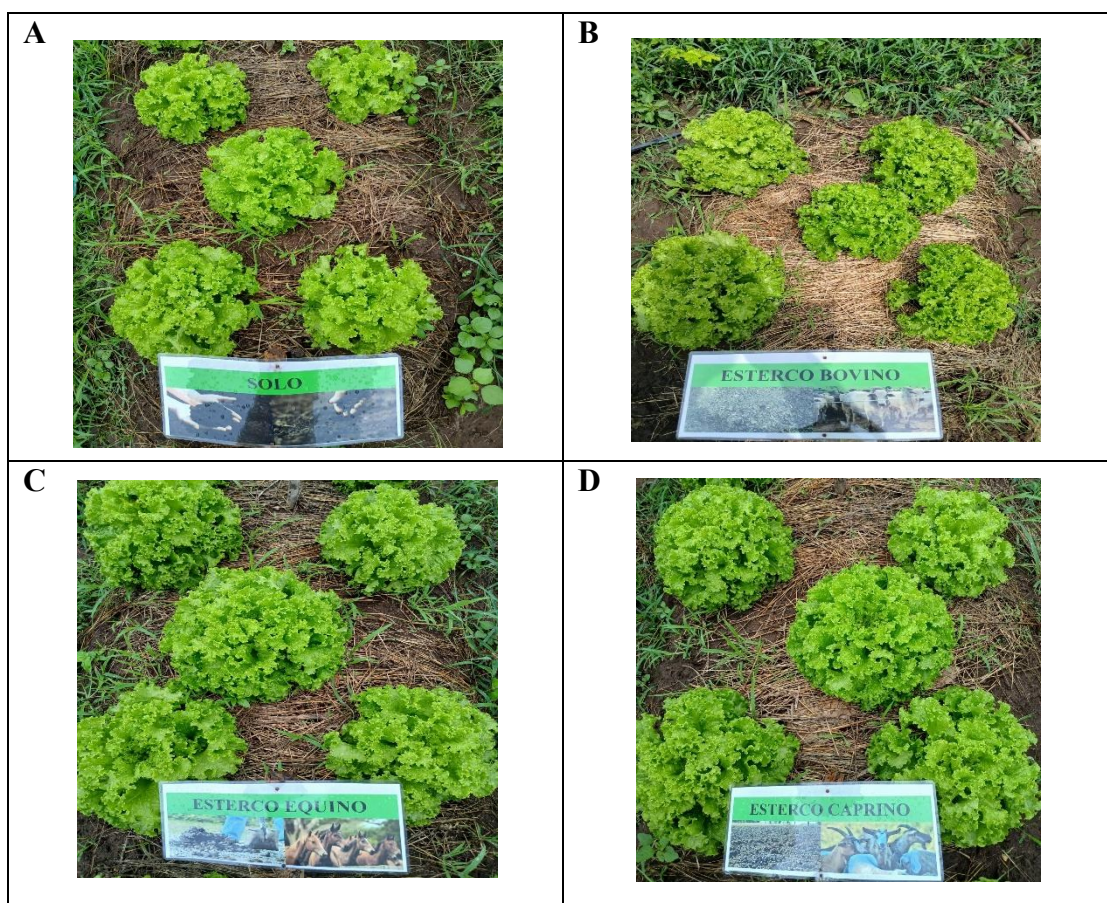 A
SOLO
B
ESTERCO BOVINO
C
ESTERCO EQUINO
D
ESTERCO CAPRINO